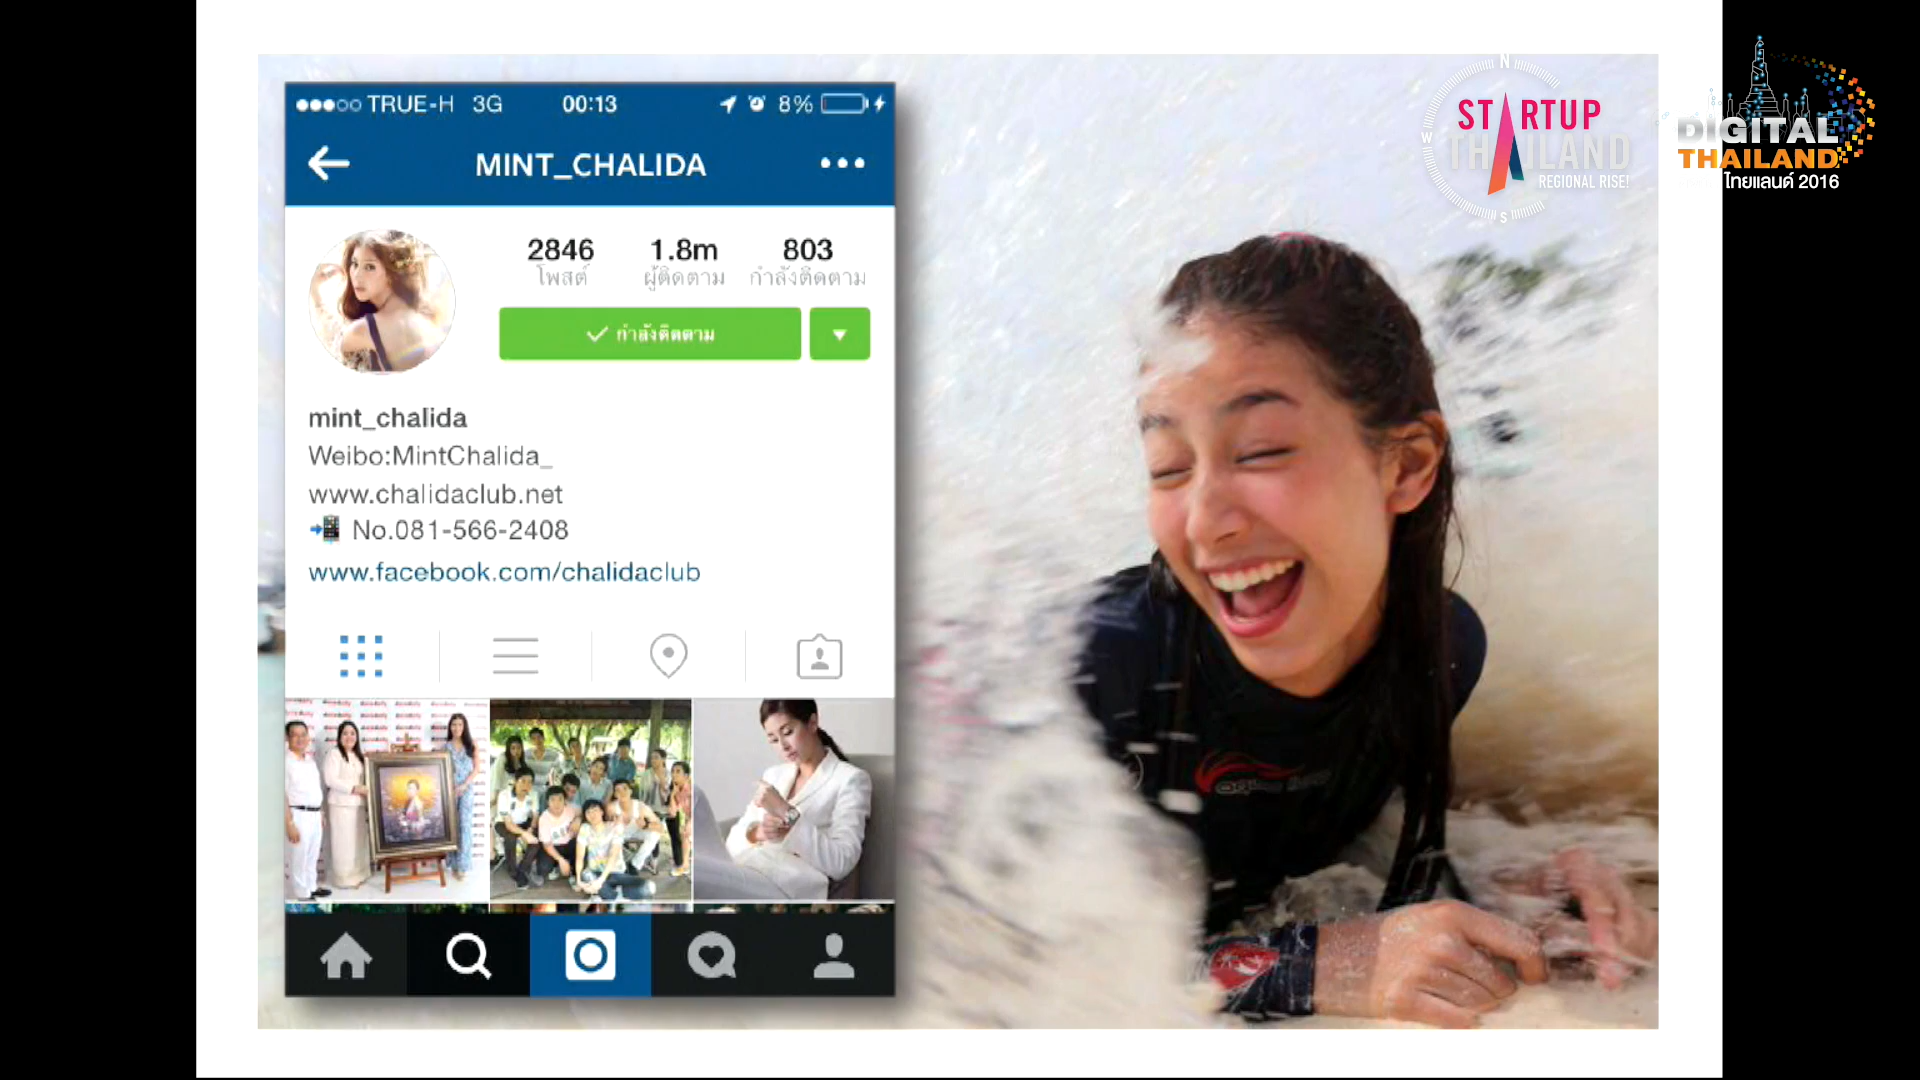 TRUE-H 3G 00:13 8%
MINT_CHALIDA
2846 1.8m 803
โพสต์ ผู้ติดตาม กำลังติดตาม
กำลังติดตาม
mint_chalida
Weibo:MintChalida_
www.chalidaclub.net
No.081-566-2408
www.facebook.com/chalidaclub
N
W
STARTUP
THAILAND
REGIONAL RISE!
S
DIGITAL
THAILAND
ไทยแลนด์ 2016